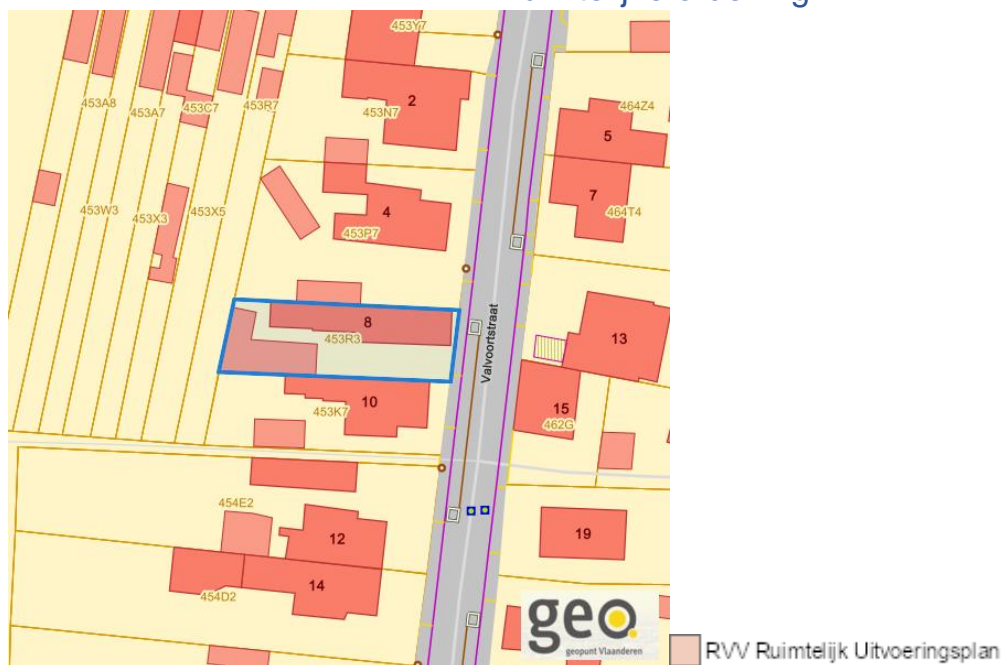 453Y7
2
453N7
453A8
453A7
453C7
453R7
464Z4
5
7
464T4
453W3
453X3
453X5
4
453P7
8
453R3
Valvoortstraat
13
10
453K7
15
462G
454E2
12
14
454D2
19
geo.
geopunt Vlaanderen
RVV Ruimtelijk Uitvoeringsplan